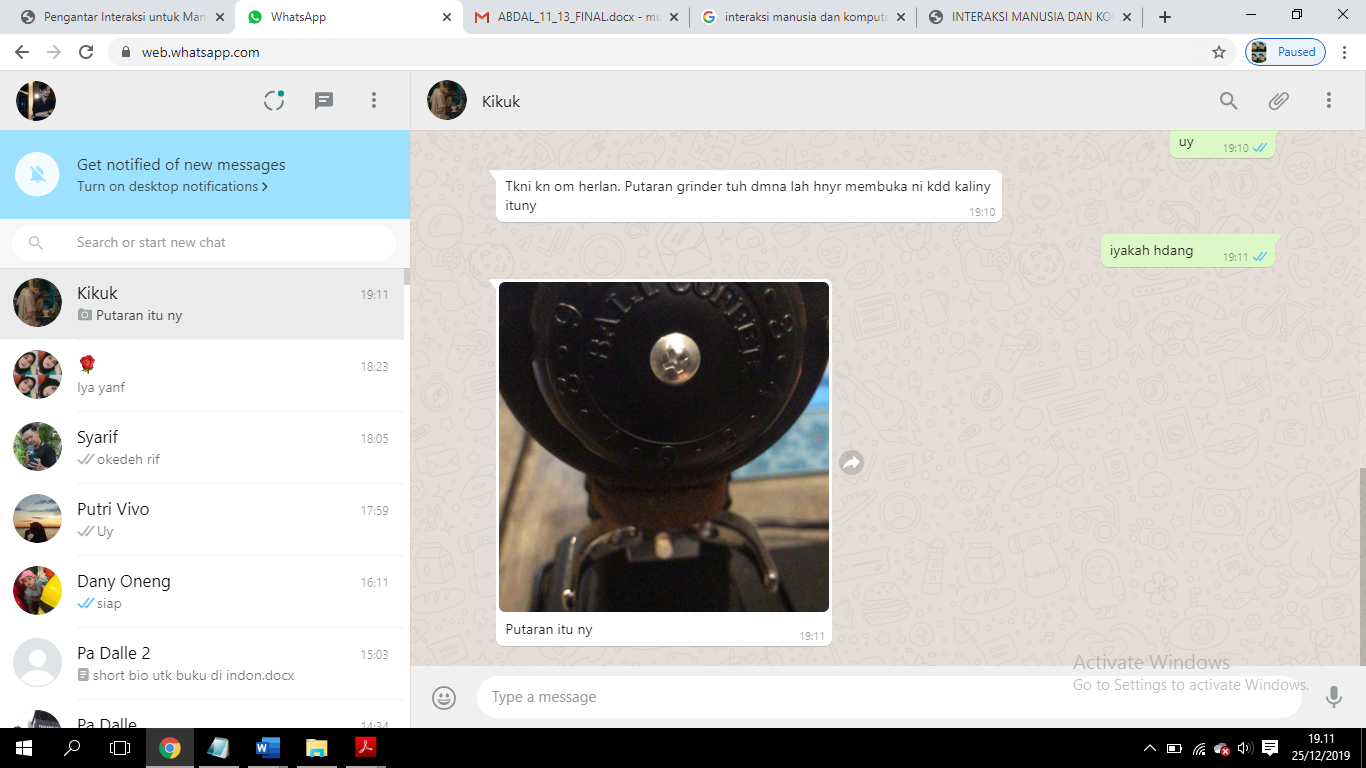 Pengantar Interaksi untuk Man
WhatsApp
ABDAL_11_13_FINAL.docx - mu
interaksi manusia dan kompute
INTERAKSI MANUSIA DAN KO
web.whatsapp.com
Paused
Kikuk
Get notified of new messages
Turn on desktop notifications
Search or start new chat
Kikuk
19:11
Putaran itu ny
18:23
Iya yanf
Syarif
18:05
okedeh rif
Putri Vivo
17:59
Uy
Dany Oneng
16:11
siap
Pa Dalle 2
15:03
short bio utk buku di indon.docx
Pa Dalle
14:34
uy
19:10
Tkni kn om herlan. Putaran grinder tuh dmna lah hnyr membuka ni kdd kaliny
ituny
19:10
iyakah hdang
19:11
BALI COFFEE
Putaran itu ny
19:11
Activate Windows
Go to Settings to activate Windows.
Type a message
19.11
25/12/2019